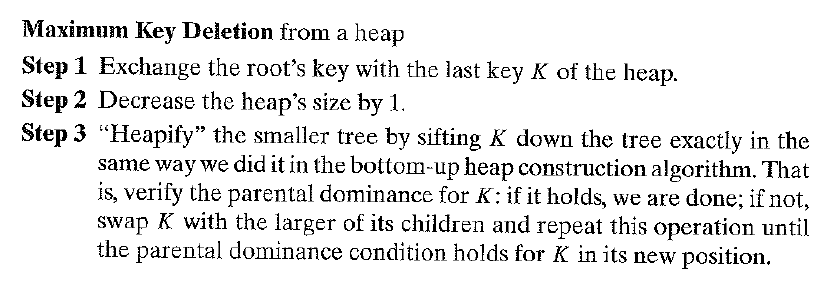 Maximum Key Deletion from a heap
Step 1 Exchange the root's key with the last key K of the heap.
Step 2 Decrease the heap's size by 1.
Step 3 “Heapify” the smaller tree by sifting K down the tree exactly in the
same way we did it in the bottom-up heap construction algorithm. That
is, verify the parental dominance for K: if it holds, we are done; if not,
swap K with the larger of its children and repeat this operation until
the parental dominance condition holds for K in its new position.